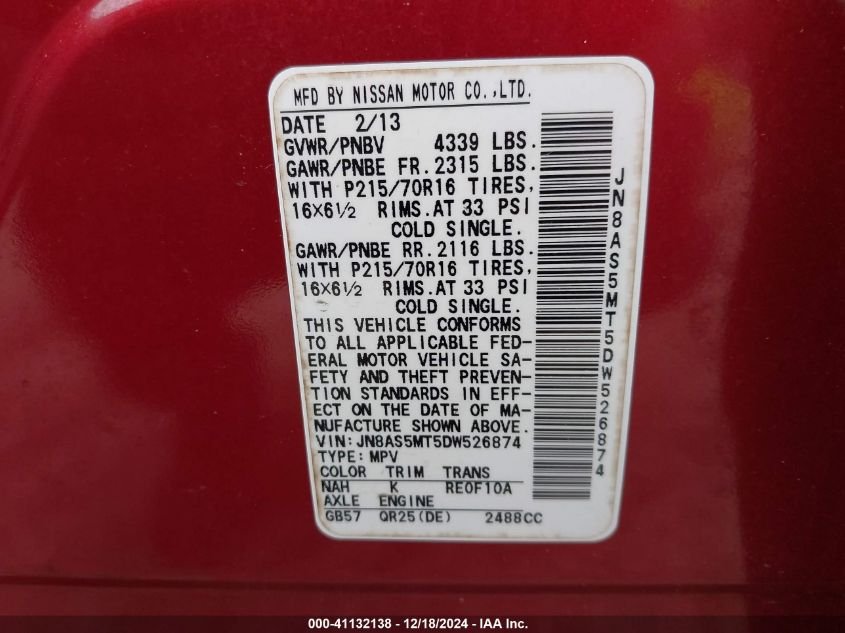 MFD BY NISSAN MOTOR CO.,LTD.
DATE 2/13
GVWR/PNBV 4339 LBS.
GAWR/PNBE FR.2315 LBS.
WITH P215/70R16 TIRES,
16X6½ RIMS.AT 33 PSI
COLD SINGLE.
GAWR/PNBE RR.2116 LBS.
WITH P215/70R16 TIRES,
16X6½ RIMS.AT 33 PSI
COLD SINGLE.
THIS VEHICLE CONFORMS
TO ALL APPLICABLE FED-
ERAL MOTOR VEHICLE SA-
FETY AND THEFT PREVEN-
TION STANDARDS IN EFF-
ECT ON THE DATE OF MA-
NUFACTURE SHOWN ABOVE.
VIN:JN8AS5MT5DW526874
TYPE:MPV
COLOR TRIM TRANS
NAH K RE0F10A
AXLE ENGINE
GB57 QR25(DE) 2488CC
JN8AS5MT5DW526874
000-41132138 - 12/18/2024 - IAA Inc.